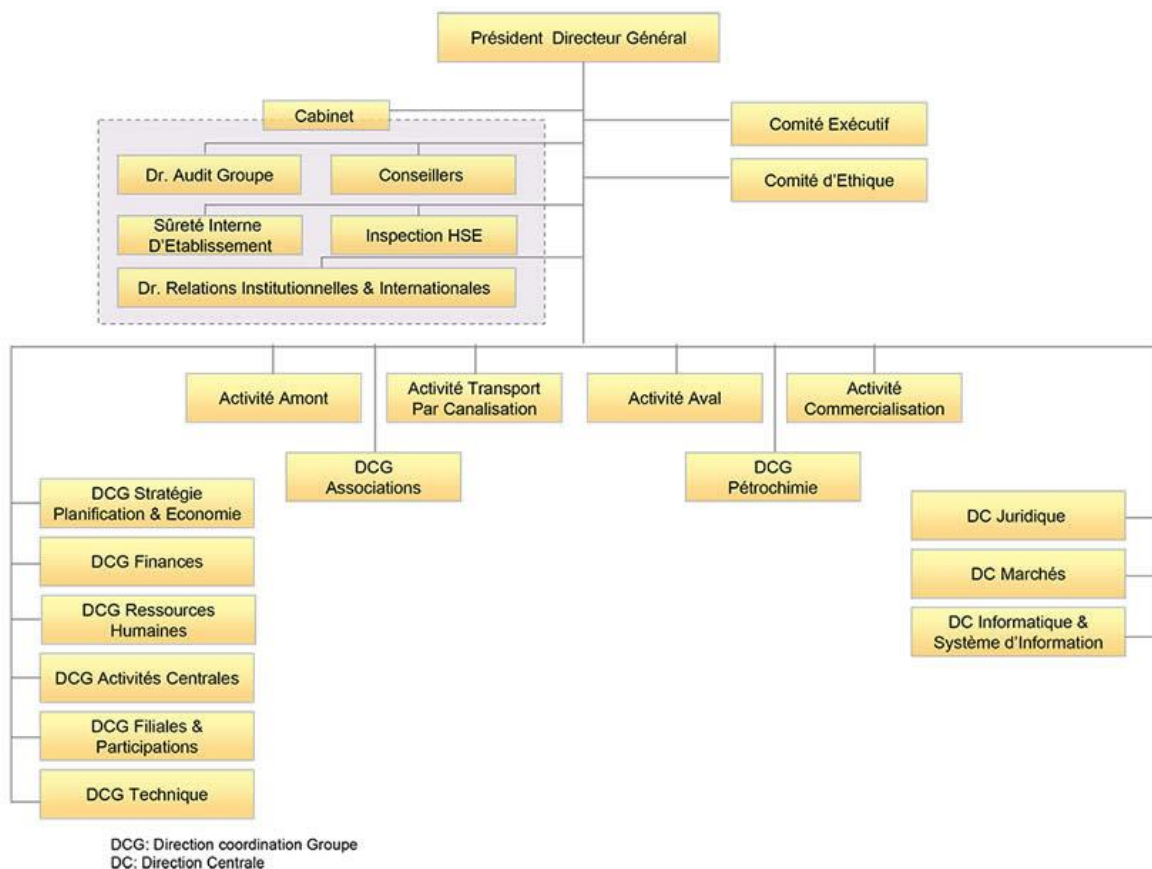 Président Directeur Général
Cabinet
Comité Exécutif
Dr. Audit Groupe
Conseillers
Comité d'Ethique
Sûreté Interne
D'Etablissement
Inspection HSE
Dr. Relations Institutionnelles & Internationales
Activité Amont
Activité Transport
Par Canalisation
Activité Aval
Activité
Commercialisation
DCG
Associations
DCG
Pétrochimie
DCG Stratégie
Planification & Economie
DCG Finances
DCG Ressources
Humaines
DCG Activités Centrales
DCG Filiales &
Participations
DCG Technique
DC Juridique
DC Marchés
DC Informatique &
Système d'Information
DCG: Direction coordination Groupe
DC: Direction Centrale